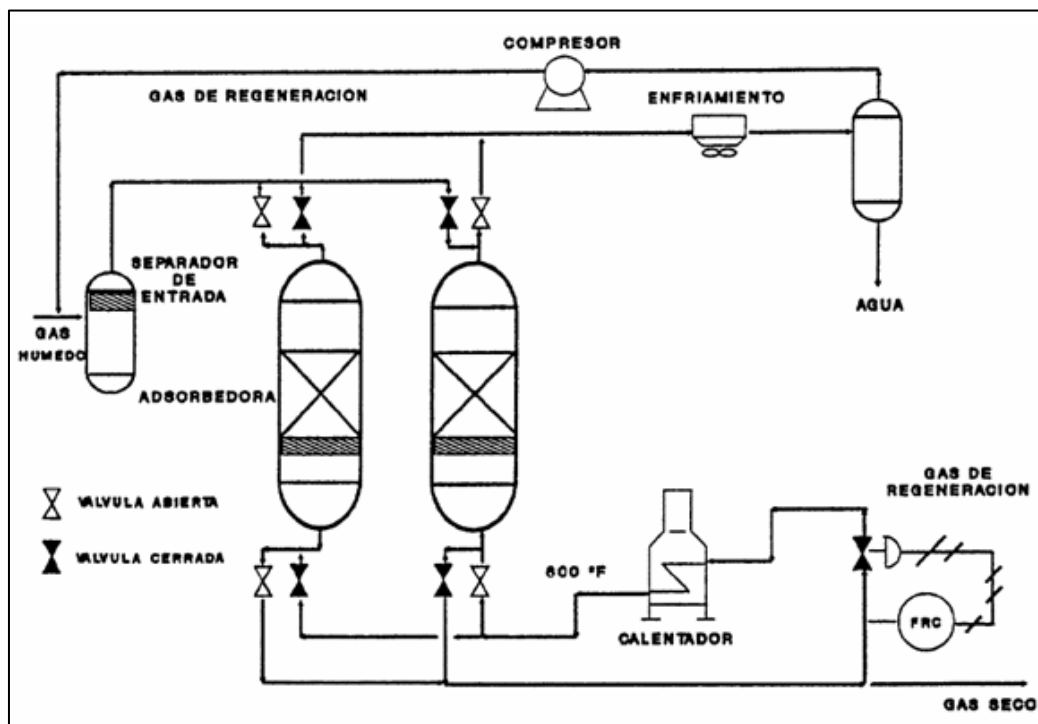 COMPRESOR
GAS DE REGENERACION
ENFRIAMIENTO
SEPARADOR
DE
ENTRADA
GAS
HUMEDO
AGUA
ADSORBEDORA
GAS DE
REGENERACION
VALVULA ABIERTA
VALVULA CERRADA
600 °F
FRC
CALENTADOR
GAS SECO